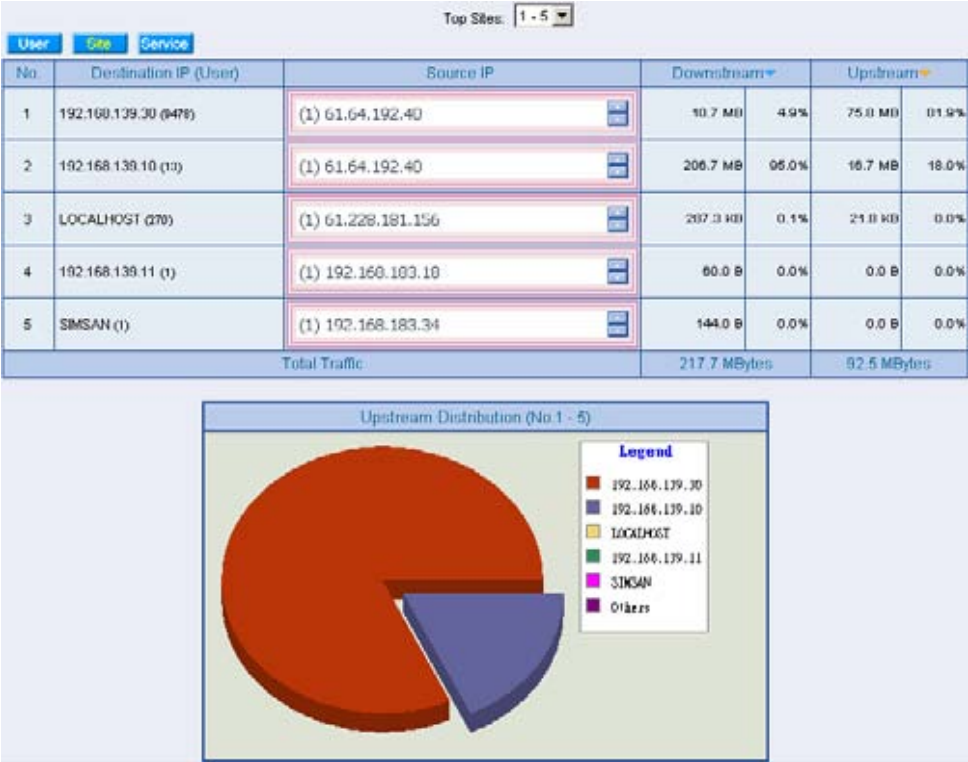 Top Sites: 1 - 5
User Site Service
No. Destination IP (User) Source IP Downstream Upstream
1 192.168.139.30 (9478) (1) 61.64.192.40 10.7 MB 4.9% 75.8 MB 81.9%
2 192.168.139.10 (13) (1) 61.64.192.40 206.7 MB 95.0% 16.7 MB 18.0%
3 LOCALHOST (270) (1) 61.228.181.156 287.3 KB 0.1% 21.8 KB 0.0%
4 192.168.139.11 (1) (1) 192.168.183.18 60.0 B 0.0% 0.0 B 0.0%
5 SIMSAN (1) (1) 192.168.183.34 144.0 B 0.0% 0.0 B 0.0%
Total Traffic 217.7 MBytes 92.5 MBytes
Upstream Distribution (No.1 - 5)
Legend
192.168.139.30
192.168.139.10
LOCALHOST
192.168.139.11
SIMSAN
Others